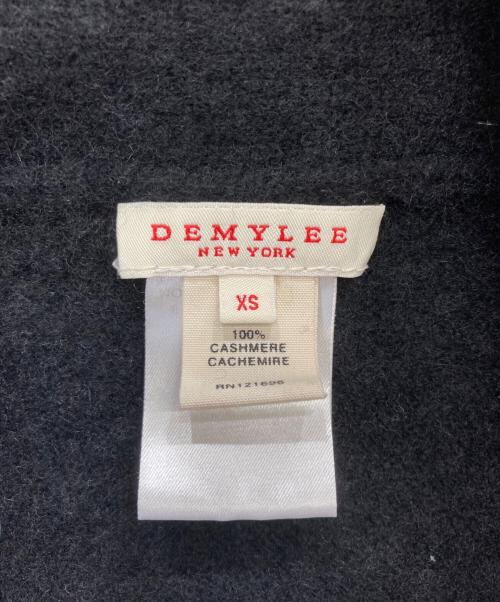 DEMYLEE
NEW YORK
XS
100%
CASHMERE
CACHEMIRE
RN121696